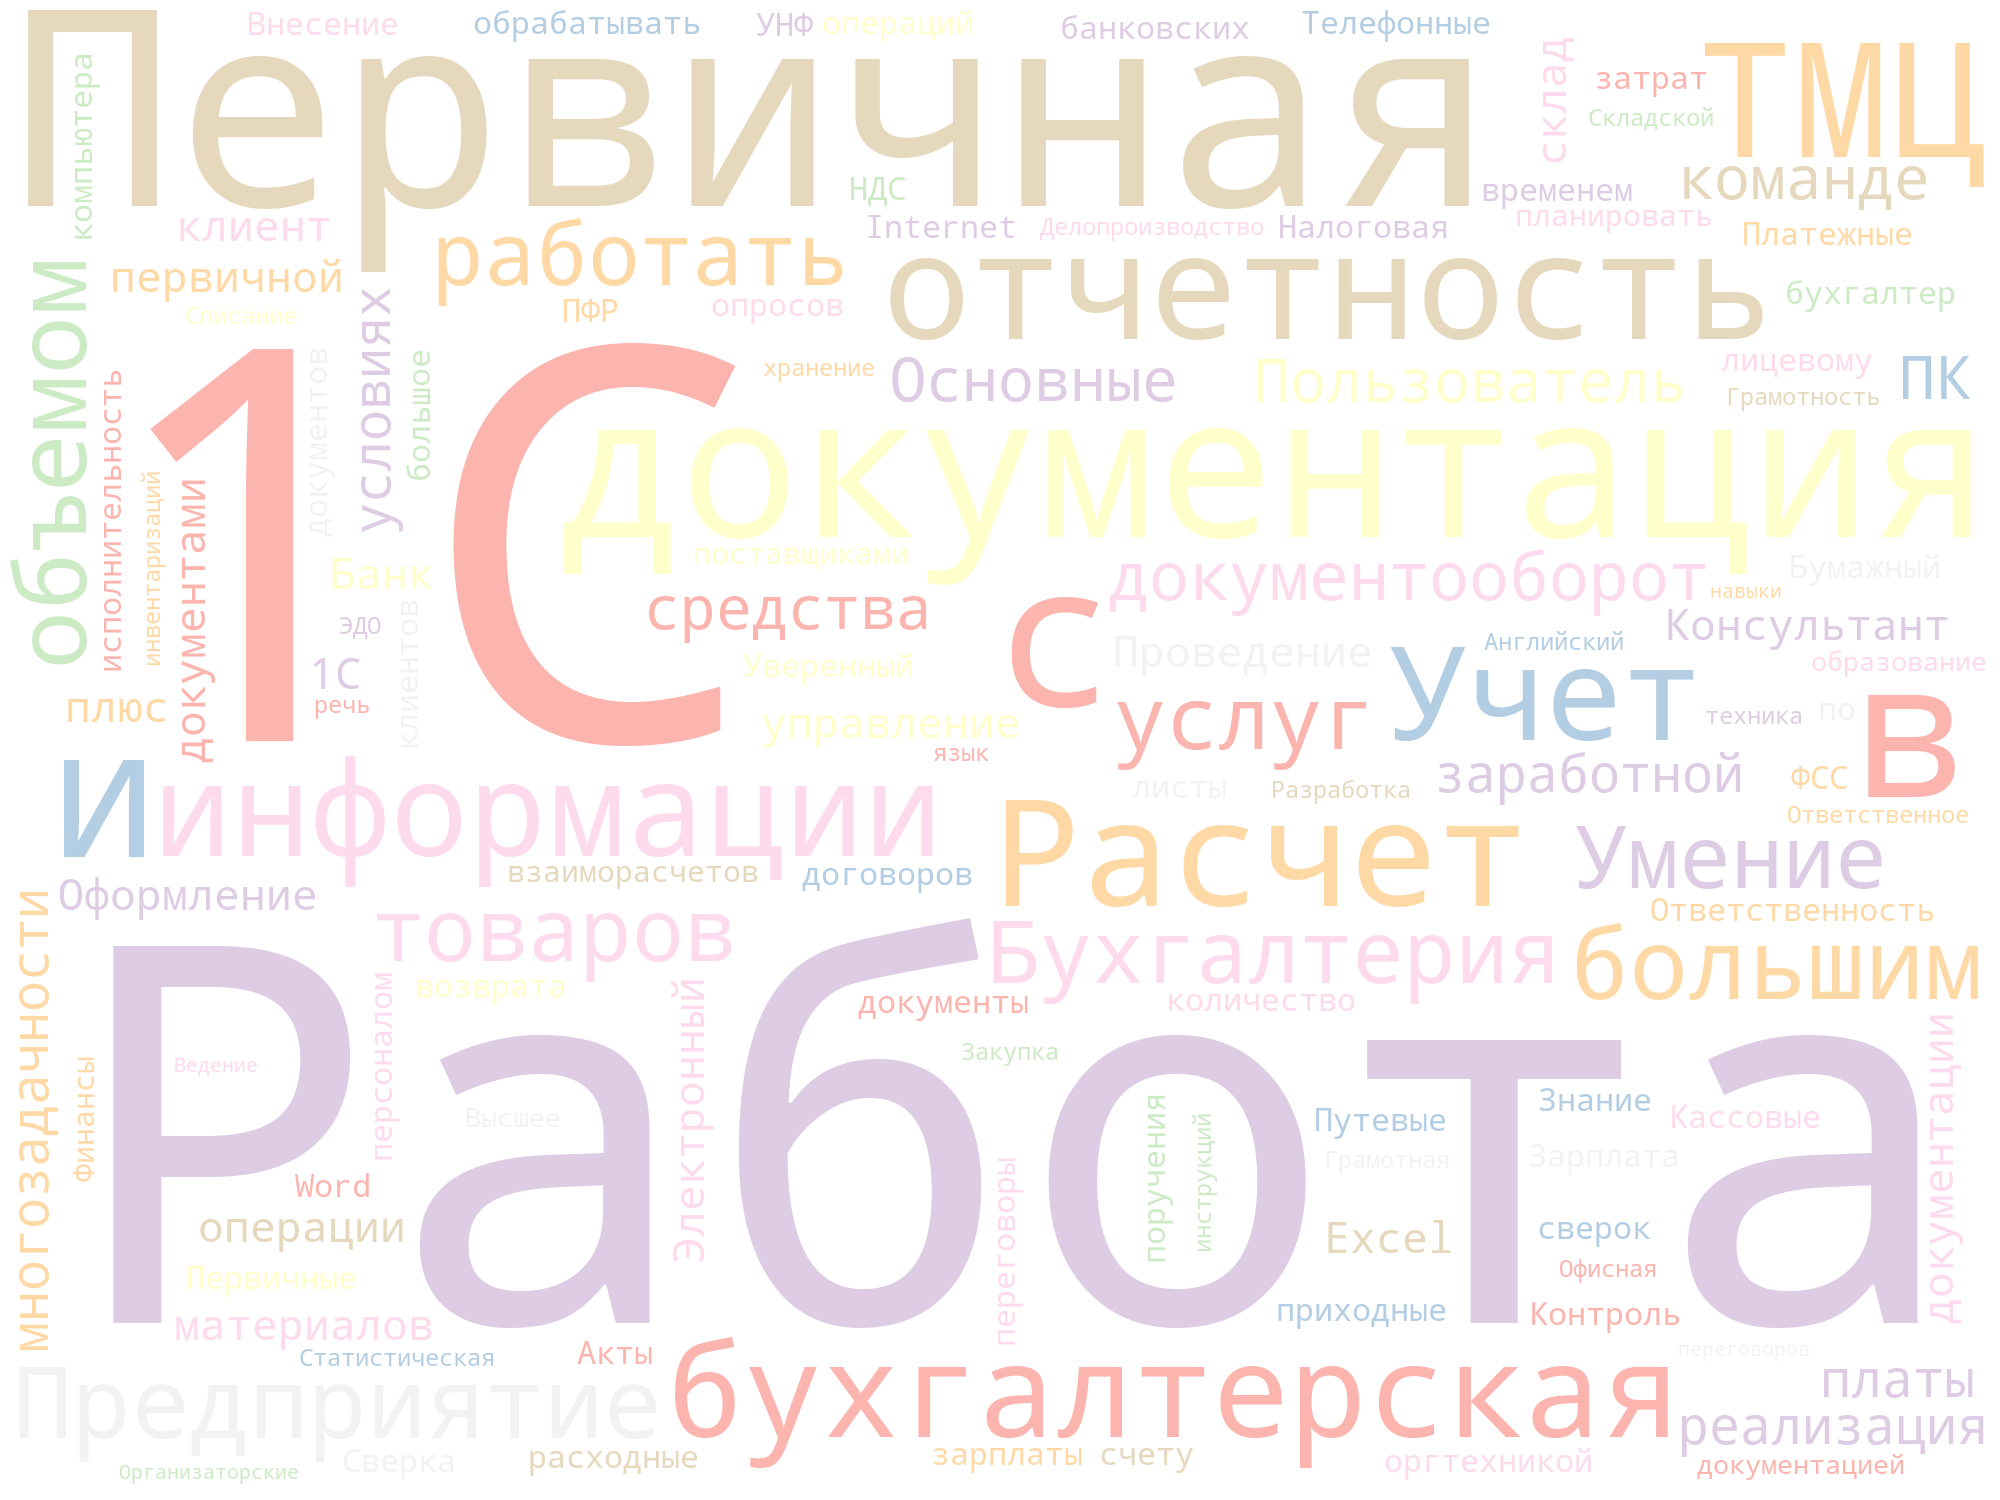 Внесение обрабатывать УНФ операций банковских Телефонные
Первичная
компьютера
склад
затрат
ТМЦ
Складской
команде
НДС
временем
клиент
работать
Internet Делопроизводство Налоговая
планировать
Платежные
первичной
отчетность
объемом
Списание
ПФР
опросов
бухгалтер
условиях
1С
документов
большое
хранение
Основные
Пользователь
лицевому
ПК
Грамотность
исполнительность
документация
инвентаризаций
документами
Банк
поставщиками
документооборот
Бумажный
навыки
ЭДО
клиентов
средства
с
Консультант
Английский
Проведение
Учет
1С
Уверенный
образование
плюс
речь
управление
услуг
техника
по
в
язык
и
информации
листы
Разработка
заработной
ФСС
Ответственное
Расчет
Умение
взаиморасчетов
договоров
Оформление
многозадачности
товаров
Бухгалтерия
Ответственность
большим
Работа
персоналом
возврата
Электронный
документы
количество
документации
Финансы
Ведение
Закупка
Высшее
поручения
инструкций
Путевые
Знание
Кассовые
переговоры
Грамотная
Зарплата
Word
операции
Excel
сверок
Первичные
Офисная
материалов
приходные
Контроль
Статистическая
Акты
переговоров
Предприятие
бухгалтерская
платы
реализация
Сверка
расходные
зарплаты
счету
оргтехникой
документацией
Организаторские